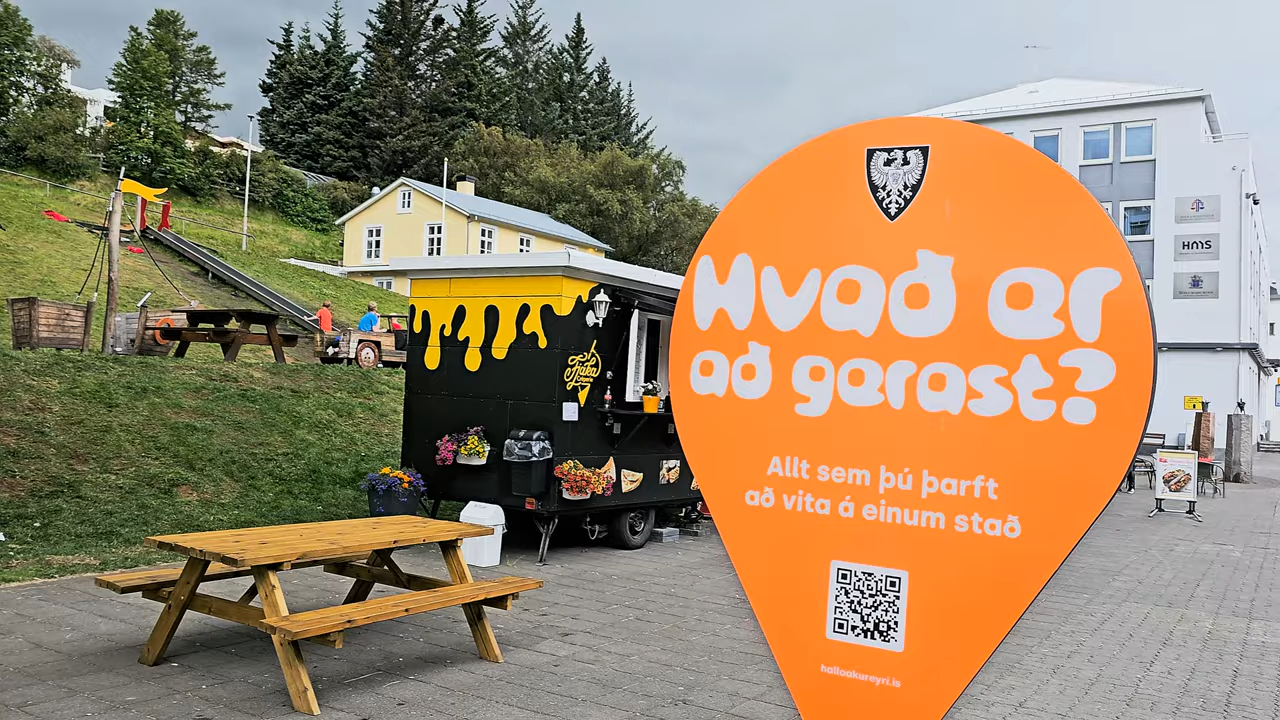 Hvað er
að gerast?
Allt sem þú þarft
að vita á einum stað
halloakureyri.is
HMS